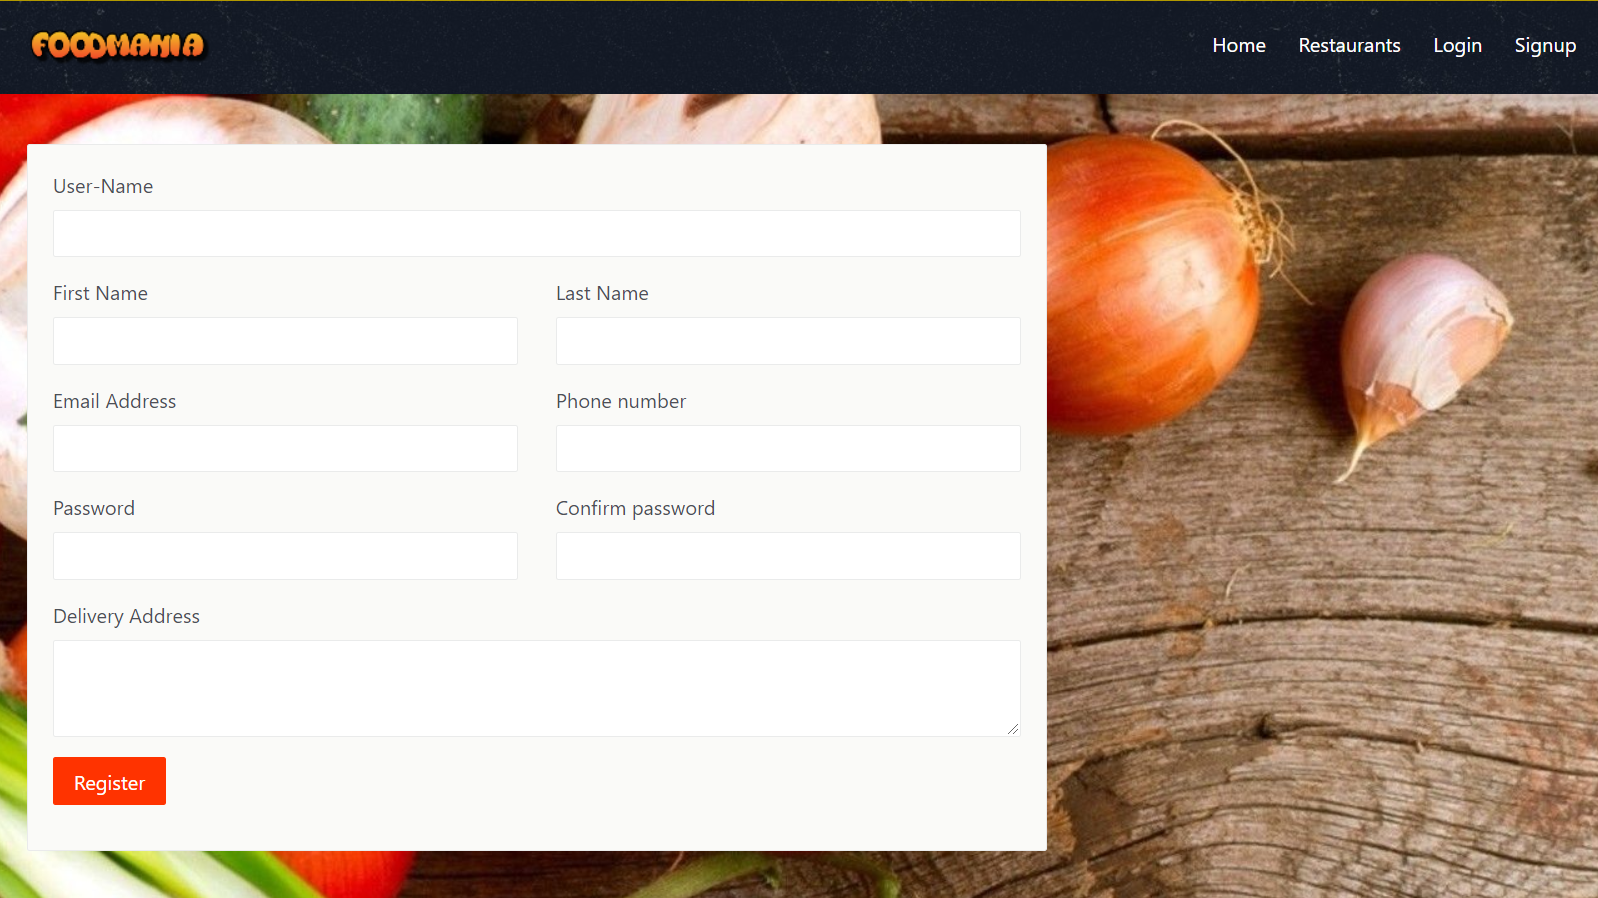 FOODMANIA
Home Restaurants Login Signup
User-Name
First Name Last Name
Email Address Phone number
Password Confirm password
Delivery Address
Register